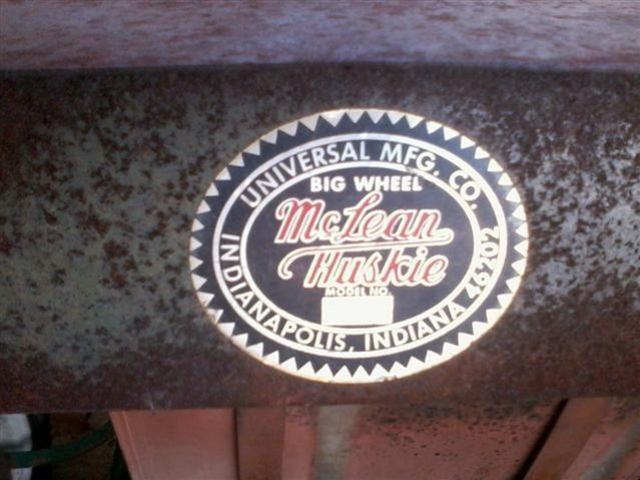 UNIVERSAL MFG. CO.
BIG WHEEL
McLean
Huskie
MODEL NO.
INDIANAPOLIS, INDIANA 46202